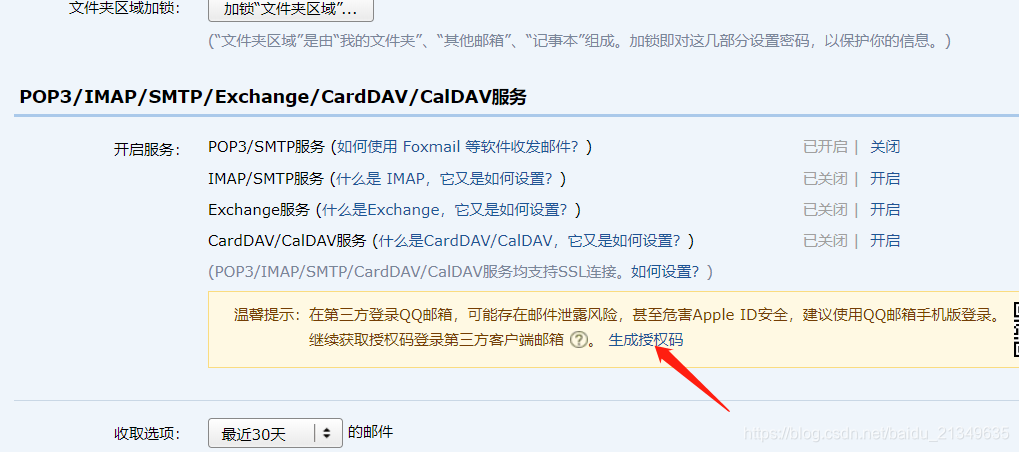 文件夹区域加锁： 加锁“文件夹区域”...
(“文件夹区域”是由“我的文件夹”、“其他邮箱”、“记事本”组成。加锁即对这几部分设置密码，以保护你的信息。)
POP3/IMAP/SMTP/Exchange/CardDAV/CalDAV服务
开启服务： POP3/SMTP服务 (如何使用 Foxmail 等软件收发邮件？) 已开启 | 关闭
IMAP/SMTP服务 (什么是 IMAP，它又是如何设置？) 已关闭 | 开启
Exchange服务 (什么是Exchange，它又是如何设置？) 已关闭 | 开启
CardDAV/CalDAV服务 (什么是CardDAV/CalDAV，它又是如何设置？) 已关闭 | 开启
(POP3/IMAP/SMTP/CardDAV/CalDAV服务均支持SSL连接。如何设置？)
温馨提示：在第三方登录QQ邮箱，可能存在邮件泄露风险，甚至危害Apple ID安全，建议使用QQ邮箱手机版登录。
继续获取授权码登录第三方客户端邮箱 ? 。 生成授权码
收取选项： 最近30天 的邮件
https://blog.csdn.net/baidu_21349635